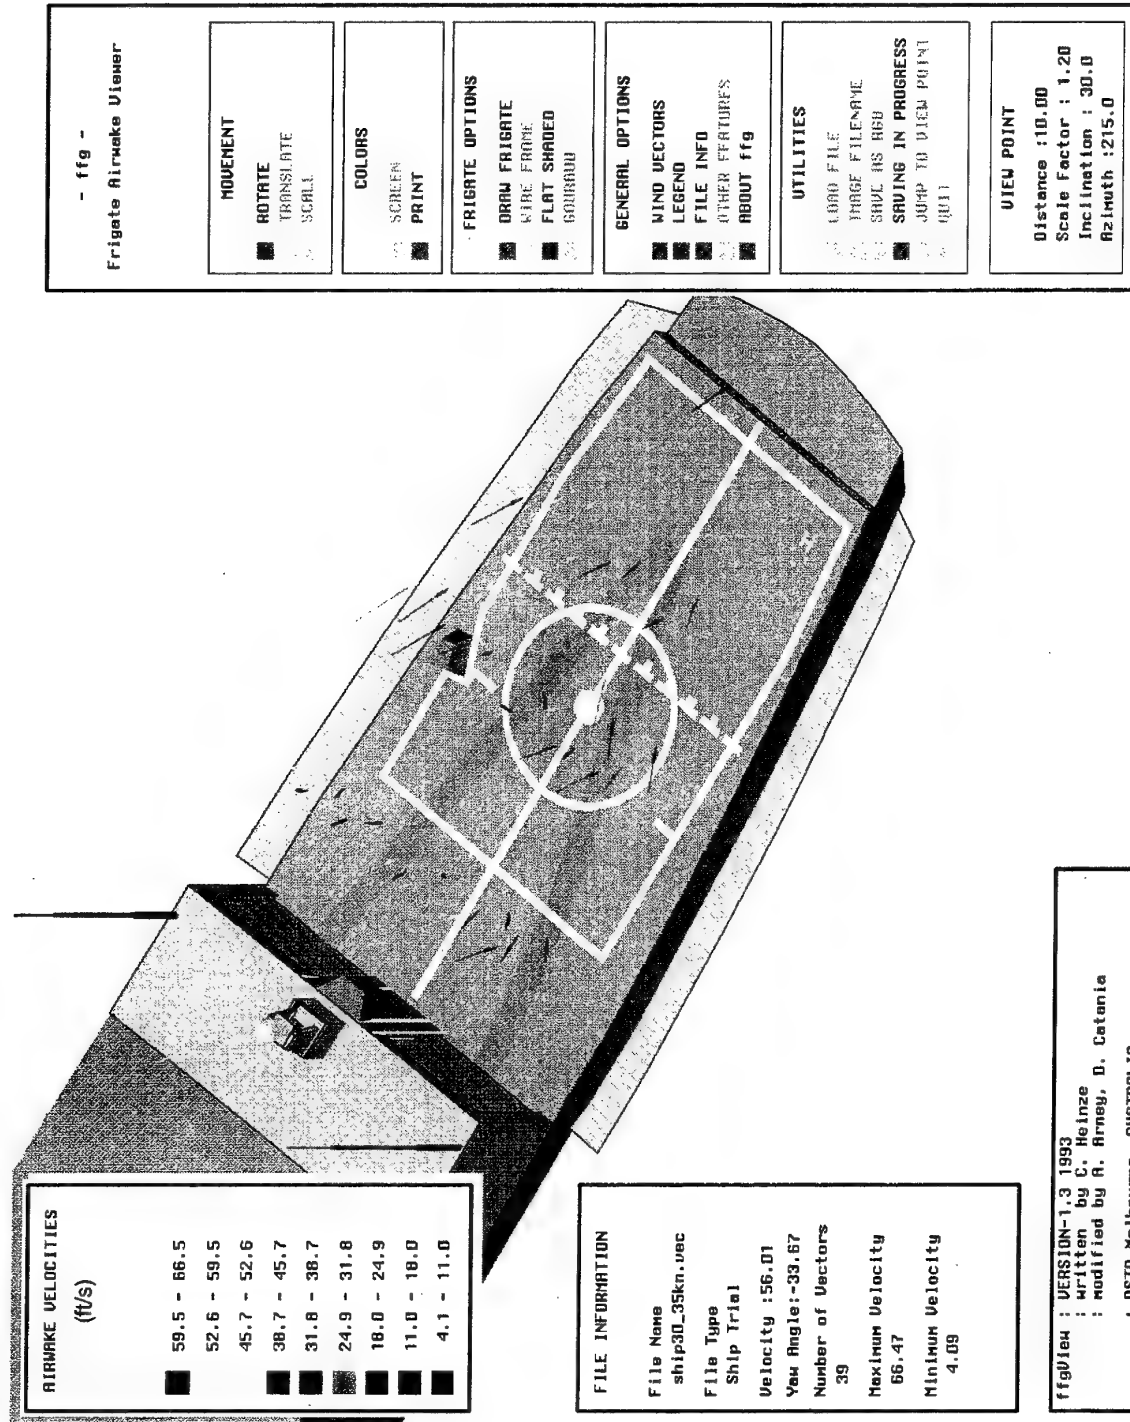 - ffg -
Frigate Airwake Viewer
MOVEMENT
ROTATE
TRANSLATE
SCALE
COLORS
SCREEN
PRINT
FRIGATE OPTIONS
DRAW FRIGATE
WIRE FRAME
FLAT SHADED
GOURAUD
GENERAL OPTIONS
WIND VECTORS
LEGEND
FILE INFO
OTHER FEATURES
ABOUT ffg
UTILITIES
LOAD FILE
IMAGE FILENAME
SAVE AS RGB
SAVING IN PROGRESS
JUMP TO VIEW POINT
QUIT
VIEW POINT
Distance :10.00
Scale Factor : 1.20
Inclination : 30.0
Azimuth :215.0
AIRWAKE VELOCITIES
(ft/s)
59.5 - 66.5
52.6 - 59.5
45.7 - 52.6
38.7 - 45.7
31.8 - 38.7
24.9 - 31.8
18.0 - 24.9
11.0 - 18.0
4.1 - 11.0
FILE INFORMATION
File Name
ship30_35kn.vec
File Type
Ship Trial
Velocity :56.01
Yaw Angle:-33.67
Number of Vectors
39
Maximum Velocity
66.47
Minimum Velocity
4.09
ffgView : VERSION-1.3 1993
: written by C. Heinze
: modified by A. Arney, D. Catania
: DSTO Melbourne, AUSTRALIA